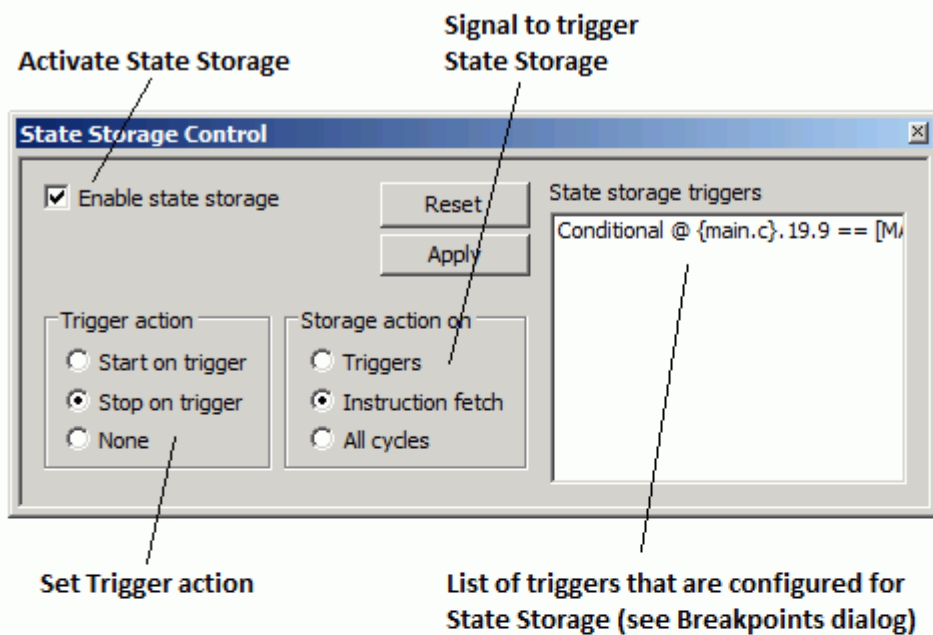 Signal to trigger
Activate State Storage
State Storage
State Storage Control
Enable state storage
Reset
State storage triggers
Conditional @ {main.c}.19.9 == [MA
Apply
Trigger action
Storage action on
Start on trigger
Triggers
Stop on trigger
Instruction fetch
None
All cycles
Set Trigger action
List of triggers that are configured for
State Storage (see Breakpoints dialog)